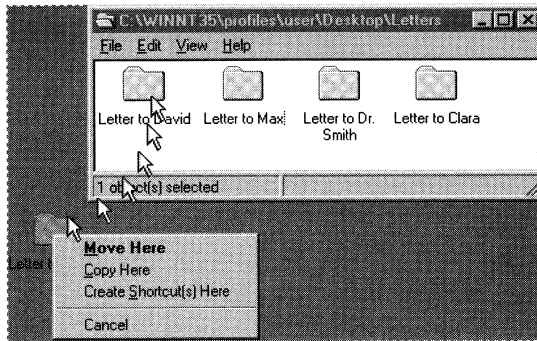 C:\WINNT35\profiles\user\Desktop\Letters
File Edit View Help
Letter to David Letter to Max Letter to Dr. Smith Letter to Clara
1 object(s) selected
Letter t
Move Here
Copy Here
Create Shortcut(s) Here
Cancel